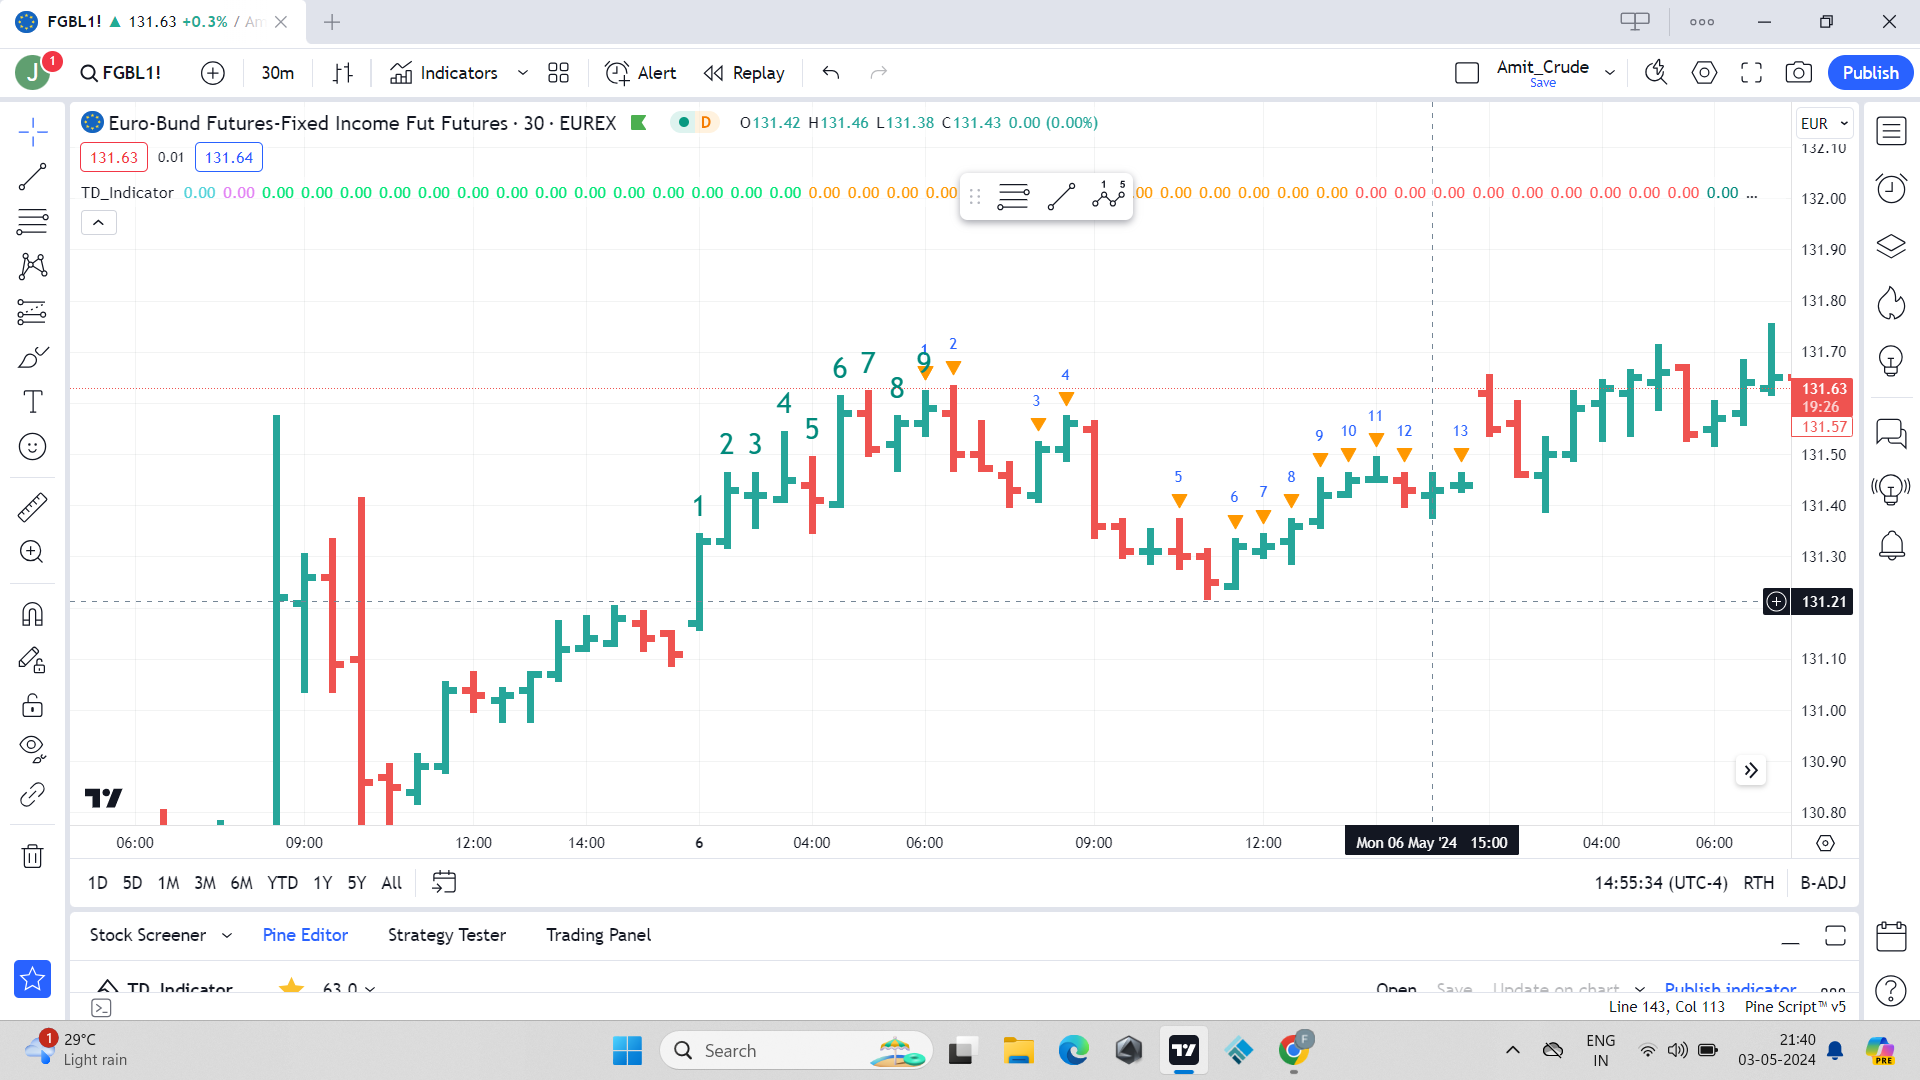 FGBL1! ▲ 131.63 +0.3% / Am
J 1 FGBL1! 30m Indicators Alert Replay Amit_Crude Save Publish
Euro-Bund Futures-Fixed Income Fut Futures · 30 · EUREX D O131.42 H131.46 L131.38 C131.43 0.00 (0.00%)
EUR
131.63 0.01 131.64
TD_Indicator 0.00 0.00 0.00 0.00 0.00 0.00 0.00 0.00 0.00 0.00 0.00 0.00 0.00 0.00 0.00 0.00 0.00 0.00 0.00 0.00 00 0.00 0.00 0.00 0.00 0.00 0.00 0.00 0.00 0.00 0.00 0.00 0.00 0.00 0.00 0.00 ...
1 5
132.10
132.00
131.90
131.80
131.70
131.63
19:26
131.57
131.50
131.40
131.30
131.21
131.10
131.00
130.90
130.80
1 2 3 4 5 6 7 8 9
1 2 3 4 5 6 7 8 9 10 11 12 13
06:00 09:00 12:00 14:00 6 04:00 06:00 09:00 12:00 Mon 06 May '24 15:00 04:00 06:00
1D 5D 1M 3M 6M YTD 1Y 5Y All 14:55:34 (UTC-4) RTH B-ADJ
Stock Screener Pine Editor Strategy Tester Trading Panel
TD_Indicator 63.0 Open Save Update on chart Publish indicator
Line 143, Col 113 Pine Script™ v5
1 29°C
Light rain
Search
F
PRE
ENG
IN
21:40
03-05-2024